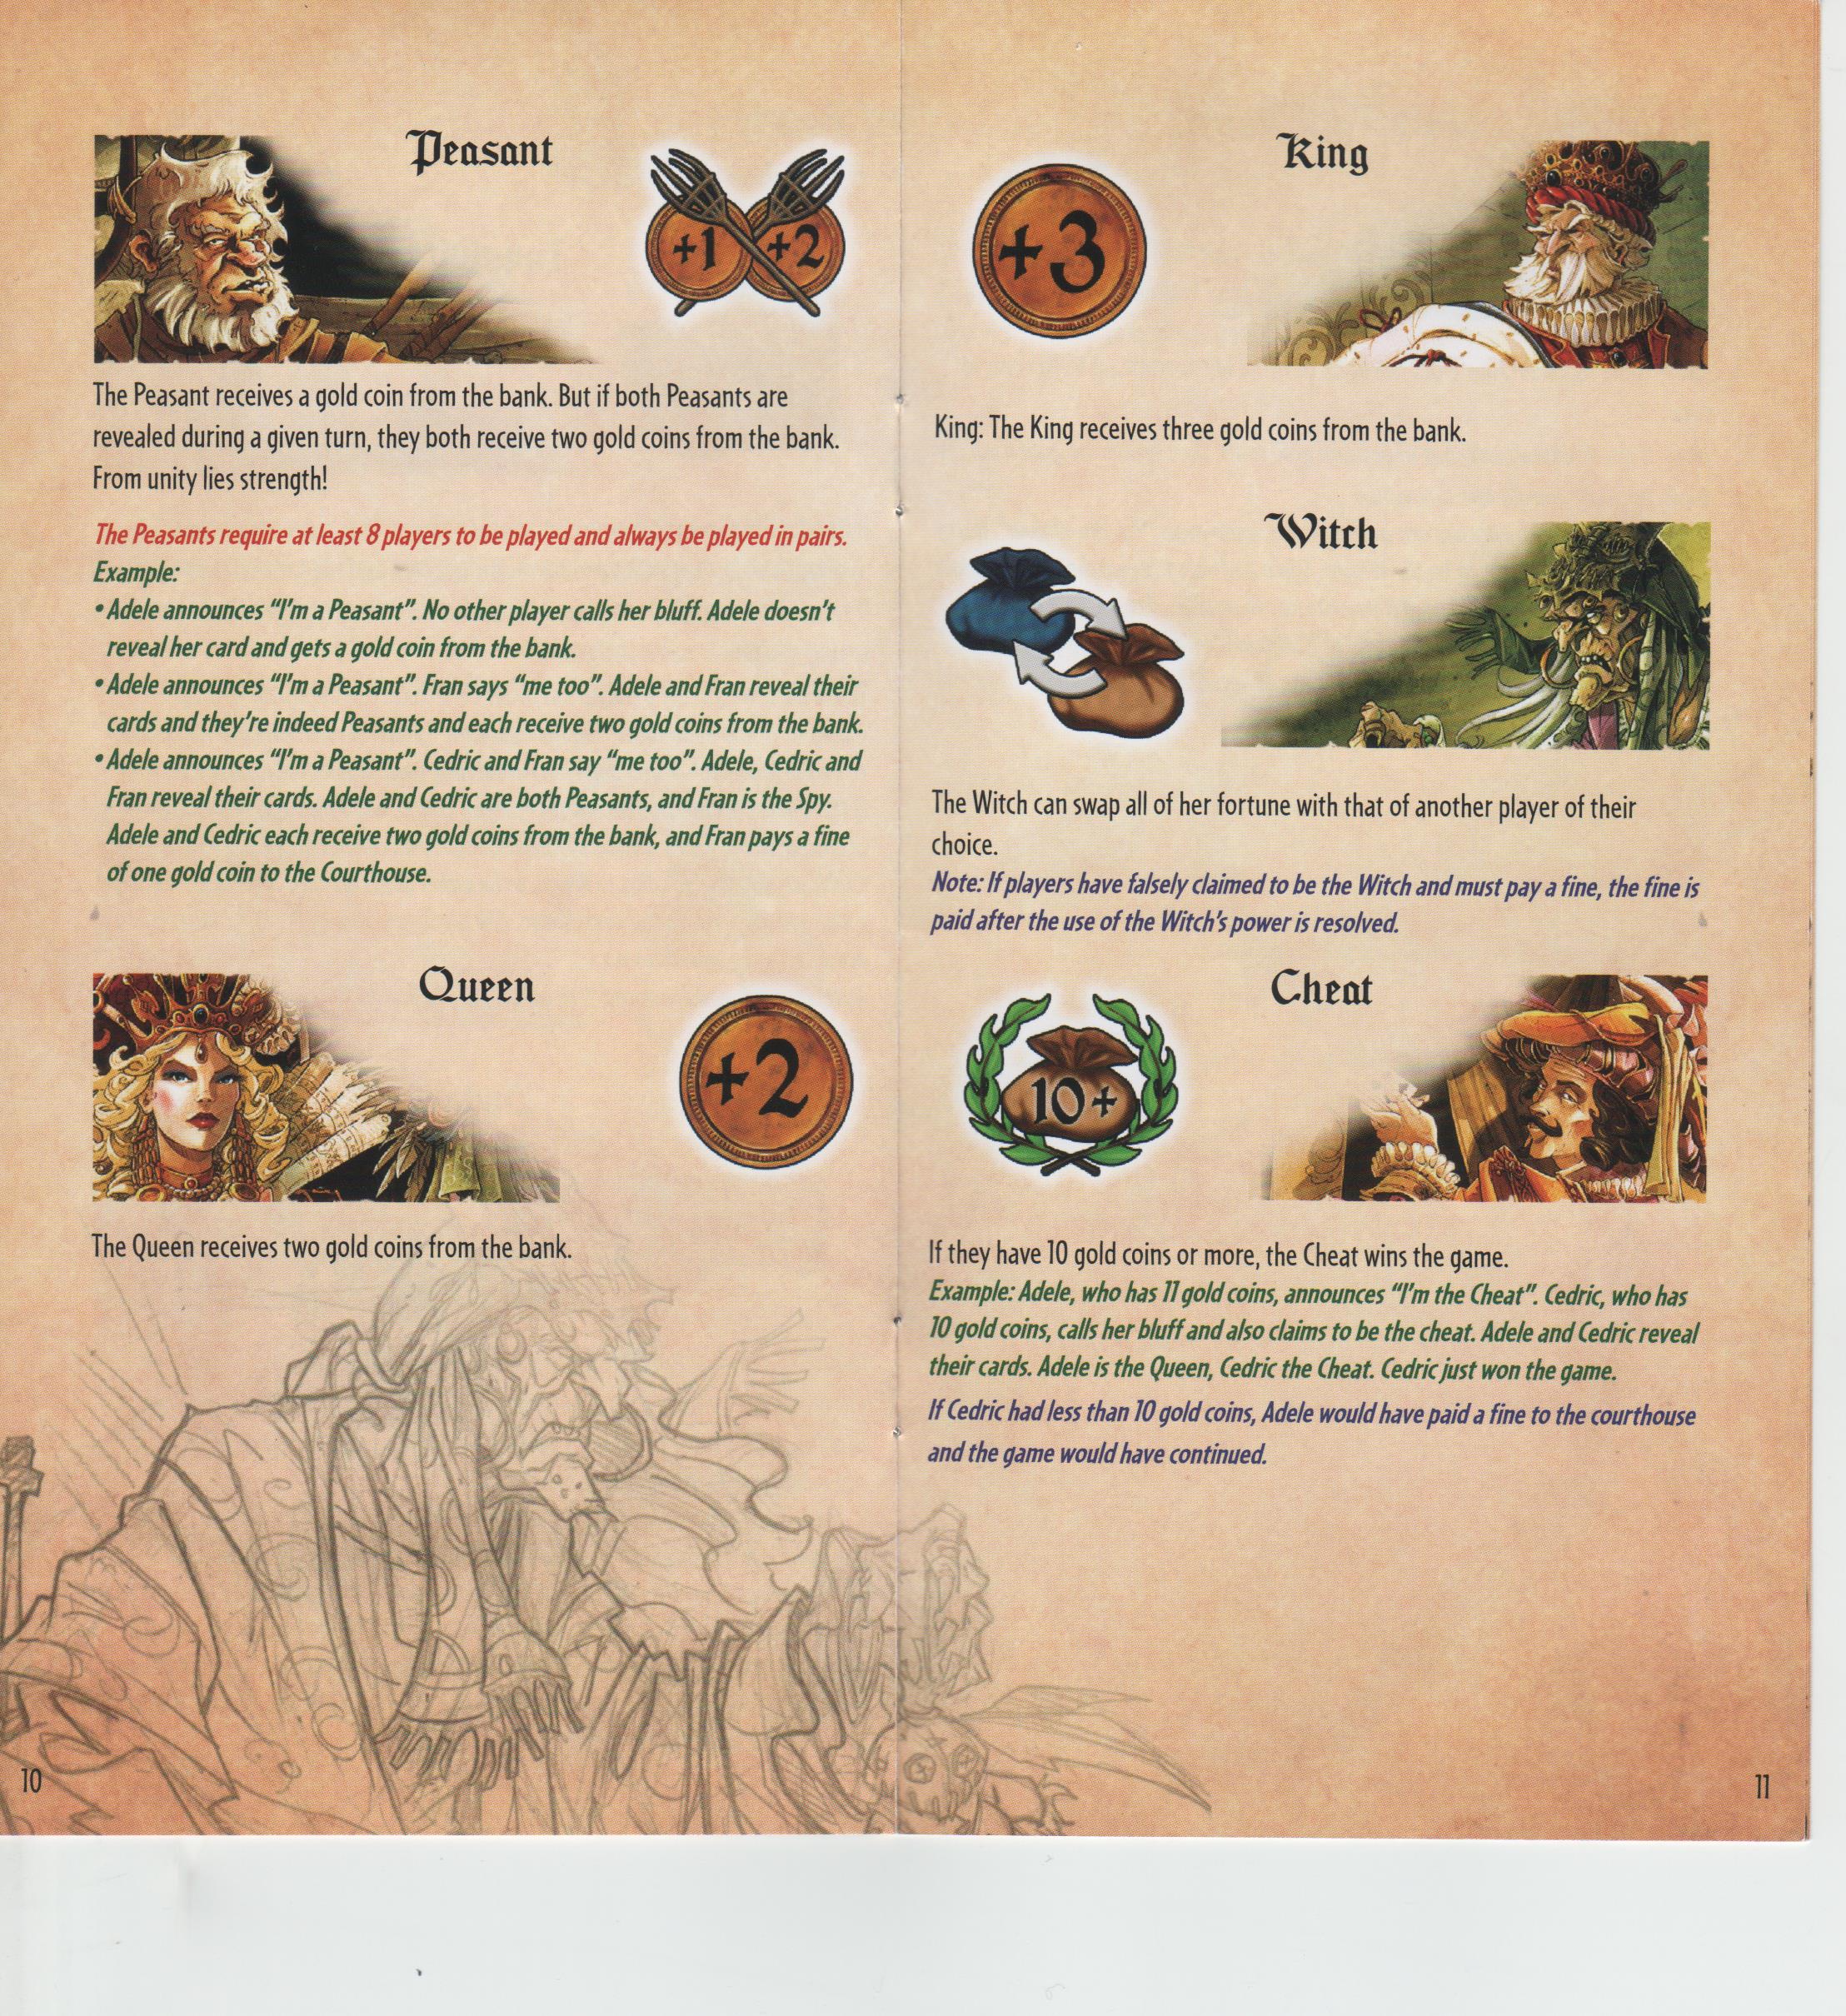 Peasant
+1 +2
The Peasant receives a gold coin from the bank. But if both Peasants are
revealed during a given turn, they both receive two gold coins from the bank.
From unity lies strength!
The Peasants require at least 8 players to be played and always be played in pairs.
Example:
• Adele announces "I'm a Peasant". No other player calls her bluff. Adele doesn't
reveal her card and gets a gold coin from the bank.
• Adele announces "I'm a Peasant". Fran says "me too". Adele and Fran reveal their
cards and they're indeed Peasants and each receive two gold coins from the bank.
• Adele announces "I'm a Peasant". Cedric and Fran say "me too". Adele, Cedric and
Fran reveal their cards. Adele and Cedric are both Peasants, and Fran is the Spy.
Adele and Cedric each receive two gold coins from the bank, and Fran pays a fine
of one gold coin to the Courthouse.
Queen
+2
The Queen receives two gold coins from the bank.
10
King
+3
King: The King receives three gold coins from the bank.
Witch
The Witch can swap all of her fortune with that of another player of their
choice.
Note: If players have falsely claimed to be the Witch and must pay a fine, the fine is
paid after the use of the Witch's power is resolved.
Cheat
10+
If they have 10 gold coins or more, the Cheat wins the game.
Example: Adele, who has 11 gold coins, announces "I'm the Cheat". Cedric, who has
10 gold coins, calls her bluff and also claims to be the cheat. Adele and Cedric reveal
their cards. Adele is the Queen, Cedric the Cheat. Cedric just won the game.
If Cedric had less than 10 gold coins, Adele would have paid a fine to the courthouse
and the game would have continued.
11